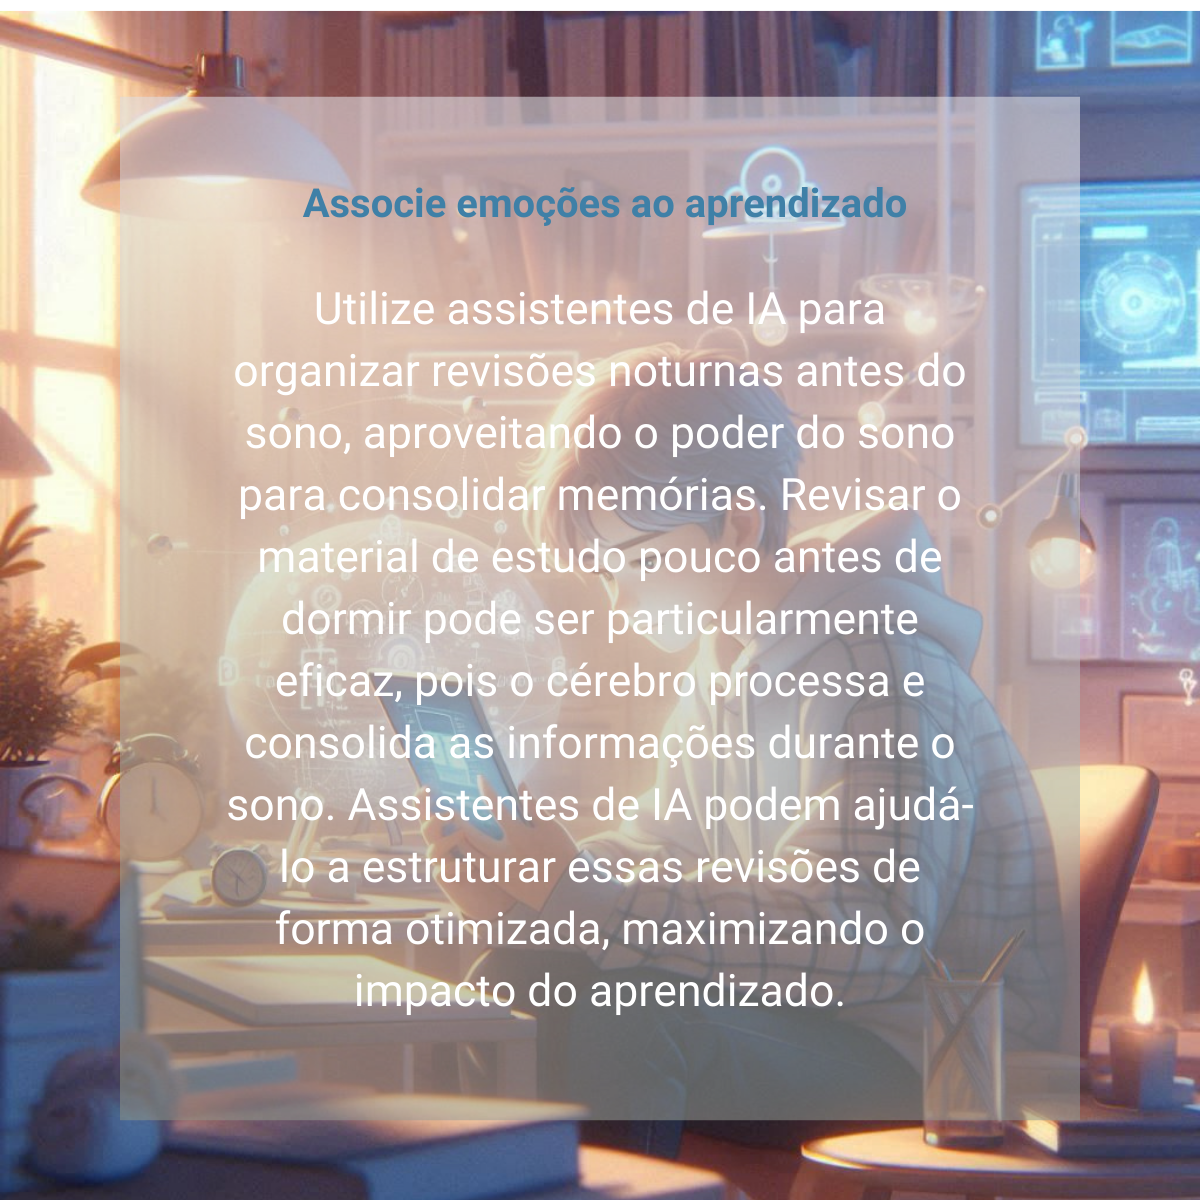 Associe emoções ao aprendizado
Utilize assistentes de IA para
organizar revisões noturnas antes do
sono, aproveitando o poder do sono
para consolidar memórias. Revisar o
material de estudo pouco antes de
dormir pode ser particularmente
eficaz, pois o cérebro processa e
consolida as informações durante o
sono. Assistentes de IA podem ajudá-
lo a estruturar essas revisões de
forma otimizada, maximizando o
impacto do aprendizado.